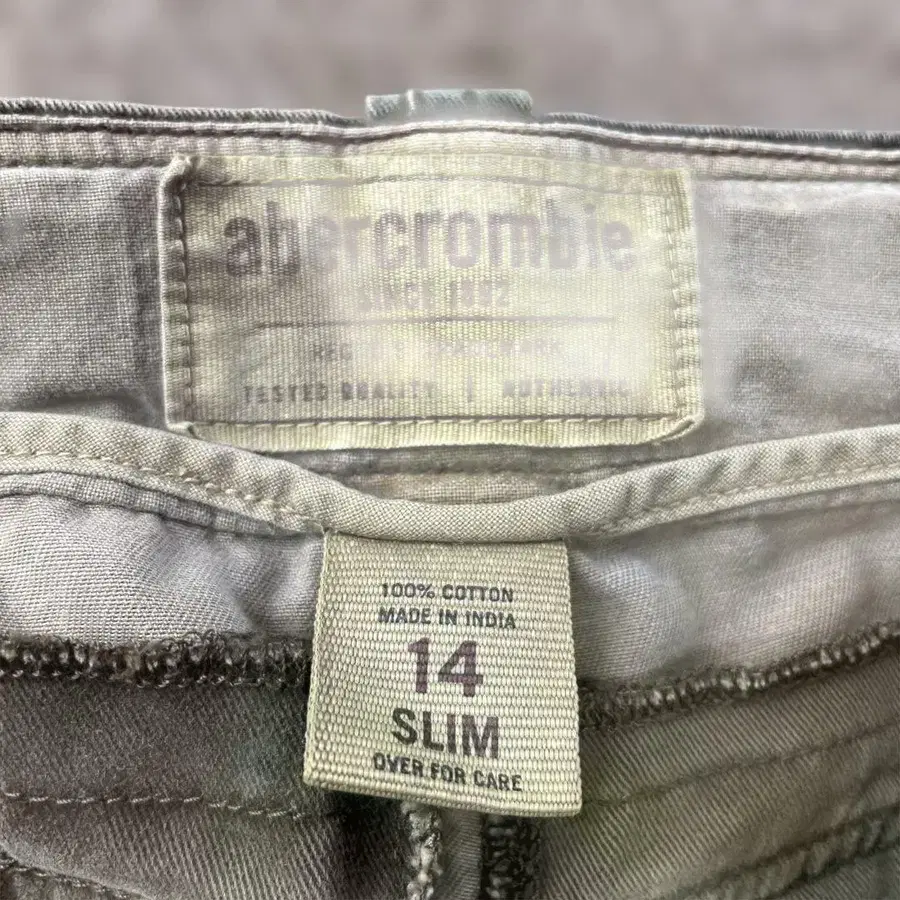 abercrombie
SINCE 1892
TESTED QUALITY | AUTHENTIC
100% COTTON
MADE IN INDIA
14
SLIM
OVER FOR CARE